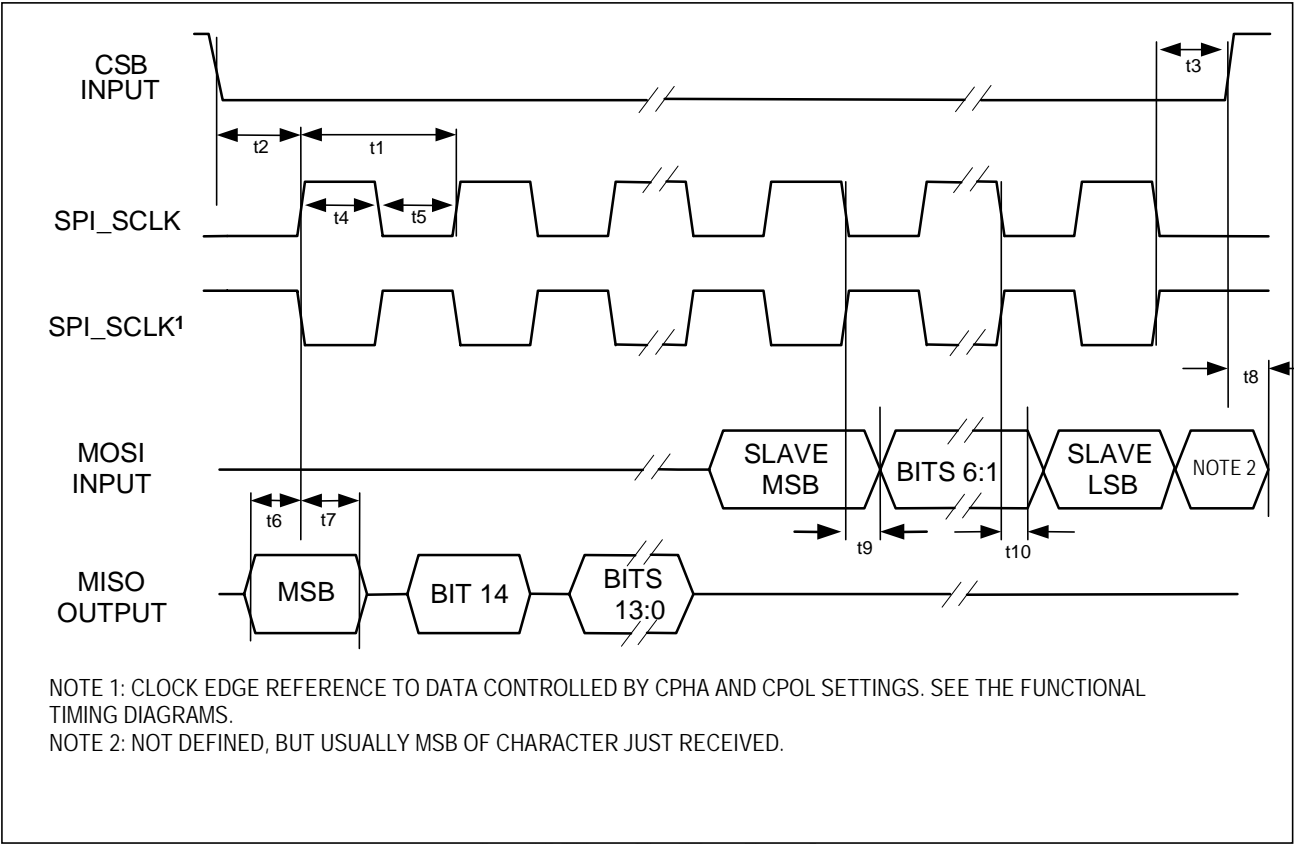 CSB
INPUT
t3
t2
t1
SPI_SCLK
t4
t5
SPI_SCLK¹
t8
MOSI
INPUT
SLAVE
MSB
BITS 6:1
SLAVE
LSB
NOTE 2
t6
t7
t9
t10
MISO
OUTPUT
MSB
BIT 14
BITS
13:0
NOTE 1: CLOCK EDGE REFERENCE TO DATA CONTROLLED BY CPHA AND CPOL SETTINGS. SEE THE FUNCTIONAL
TIMING DIAGRAMS.
NOTE 2: NOT DEFINED, BUT USUALLY MSB OF CHARACTER JUST RECEIVED.